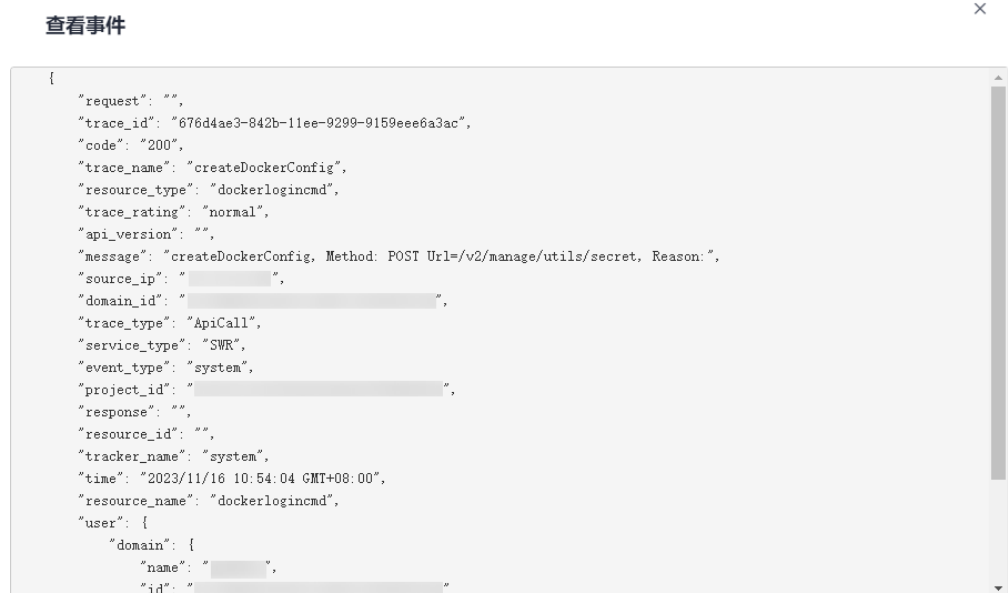 查看事件
{
"request": "",
"trace_id": "676d4ae3-842b-11ee-9299-9159eee6a3ac",
"code": "200",
"trace_name": "createDockerConfig",
"resource_type": "dockerlogincmd",
"trace_rating": "normal",
"api_version": "",
"message": "createDockerConfig, Method: POST Url=/v2/manage/utils/secret, Reason:",
"source_ip": "",
"domain_id": "",
"trace_type": "ApiCall",
"service_type": "SWR",
"event_type": "system",
"project_id": "",
"response": "",
"resource_id": "",
"tracker_name": "system",
"time": "2023/11/16 10:54:04 GMT+08:00",
"resource_name": "dockerlogincmd",
"user": {
"domain": {
"name": "",
"id": ""